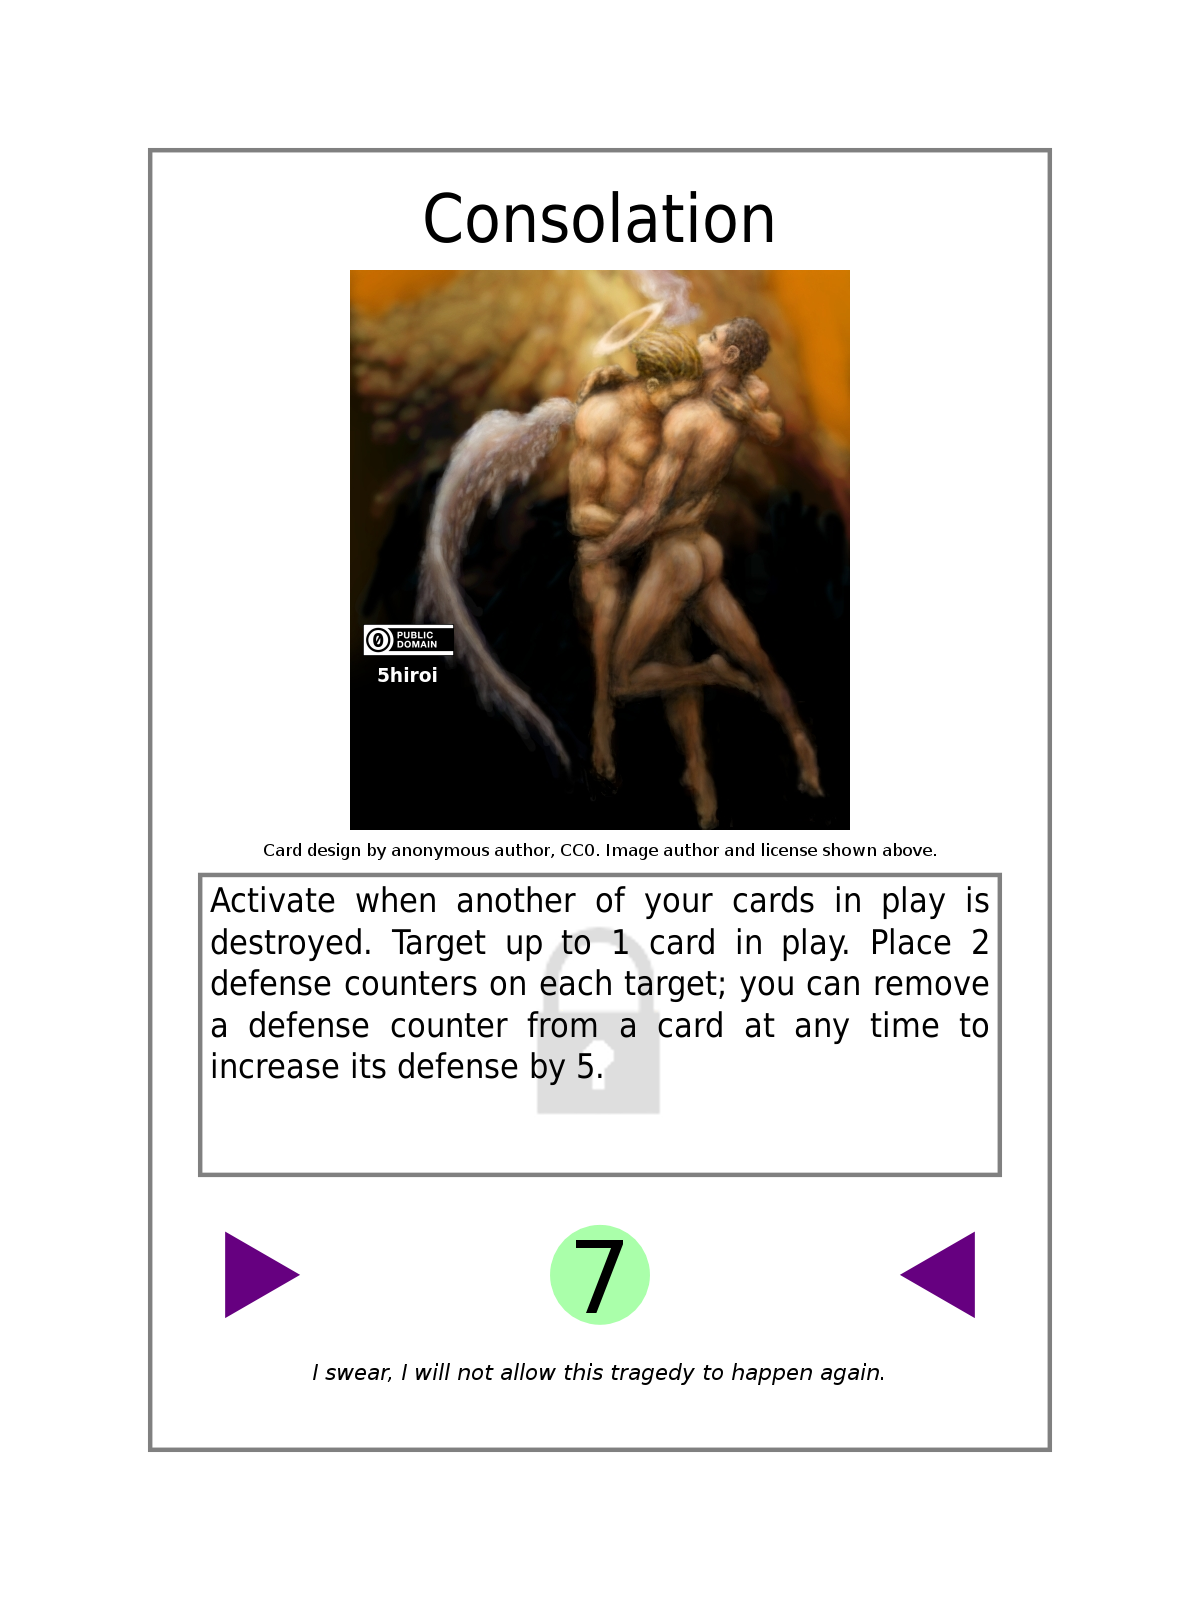 Consolation
0 PUBLIC
DOMAIN
5hiroi
Card design by anonymous author, CC0. Image author and license shown above.
Activate when another of your cards in play is
destroyed. Target up to 1 card in play. Place 2
defense counters on each target; you can remove
a defense counter from a card at any time to
increase its defense by 5.
7
I swear, I will not allow this tragedy to happen again.